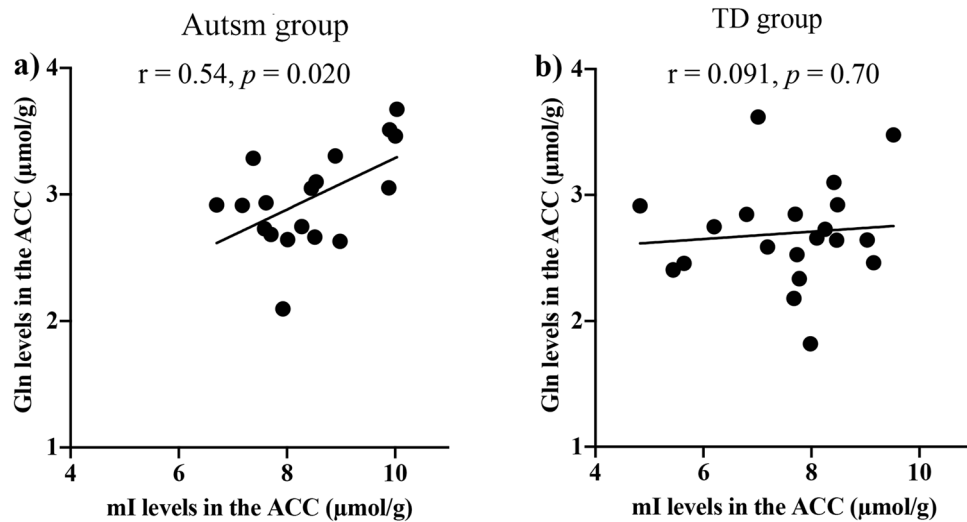 Autsm group
a)
r = 0.54, p = 0.020
4
3
2
1
Gln levels in the ACC (μmol/g)
4
6
8
10
mI levels in the ACC (μmol/g)
TD group
b)
r = 0.091, p = 0.70
4
3
2
1
Gln levels in the ACC (μmol/g)
4
6
8
10
mI levels in the ACC (μmol/g)